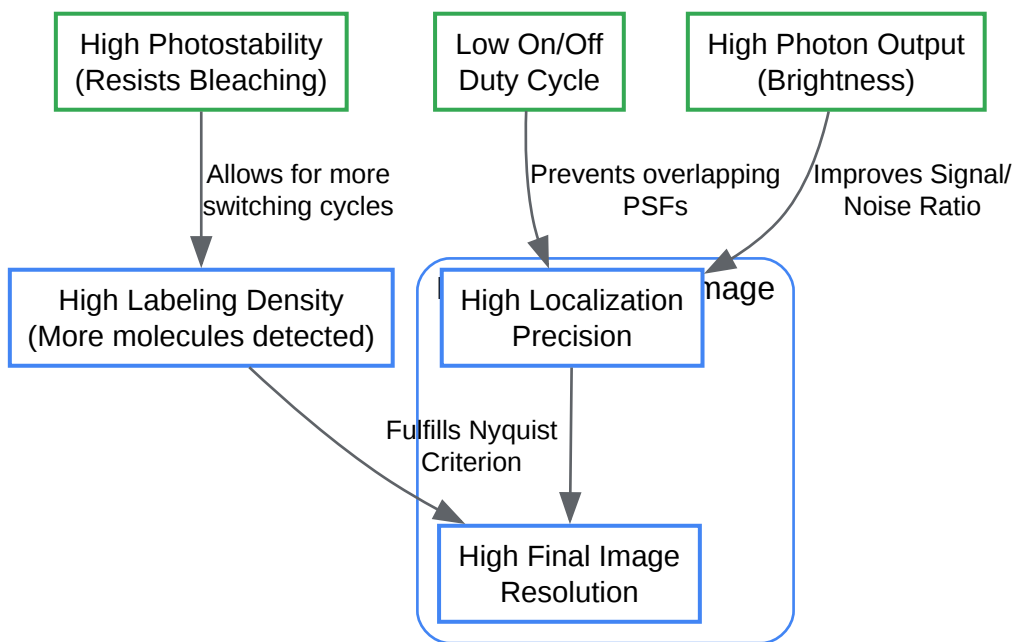 High Photostability
(Resists Bleaching)
Low On/Off
Duty Cycle
High Photon Output
(Brightness)
Allows for more
switching cycles
Prevents overlapping
PSFs
Improves Signal/
Noise Ratio
High Labeling Density
(More molecules detected)
High Localization
Precision
Fulfills Nyquist
Criterion
High Final Image
Resolution